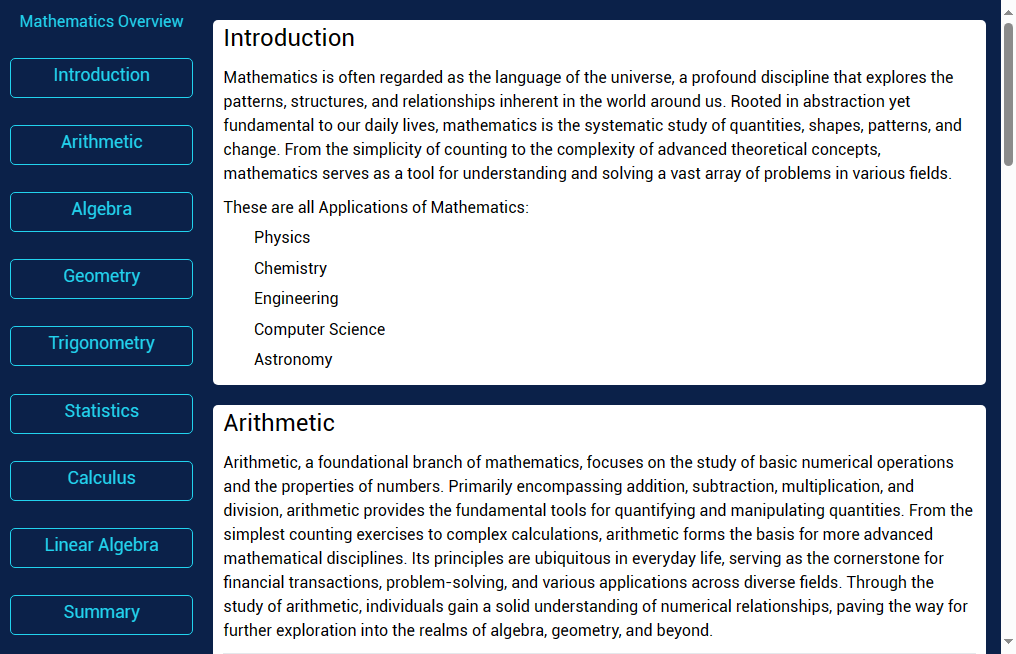 Mathematics Overview
Introduction
Arithmetic
Algebra
Geometry
Trigonometry
Statistics
Calculus
Linear Algebra
Summary
Introduction
Mathematics is often regarded as the language of the universe, a profound discipline that explores the
patterns, structures, and relationships inherent in the world around us. Rooted in abstraction yet
fundamental to our daily lives, mathematics is the systematic study of quantities, shapes, patterns, and
change. From the simplicity of counting to the complexity of advanced theoretical concepts,
mathematics serves as a tool for understanding and solving a vast array of problems in various fields.
These are all Applications of Mathematics:
Physics
Chemistry
Engineering
Computer Science
Astronomy
Arithmetic
Arithmetic, a foundational branch of mathematics, focuses on the study of basic numerical operations
and the properties of numbers. Primarily encompassing addition, subtraction, multiplication, and
division, arithmetic provides the fundamental tools for quantifying and manipulating quantities. From the
simplest counting exercises to complex calculations, arithmetic forms the basis for more advanced
mathematical disciplines. Its principles are ubiquitous in everyday life, serving as the cornerstone for
financial transactions, problem-solving, and various applications across diverse fields. Through the
study of arithmetic, individuals gain a solid understanding of numerical relationships, paving the way for
further exploration into the realms of algebra, geometry, and beyond.